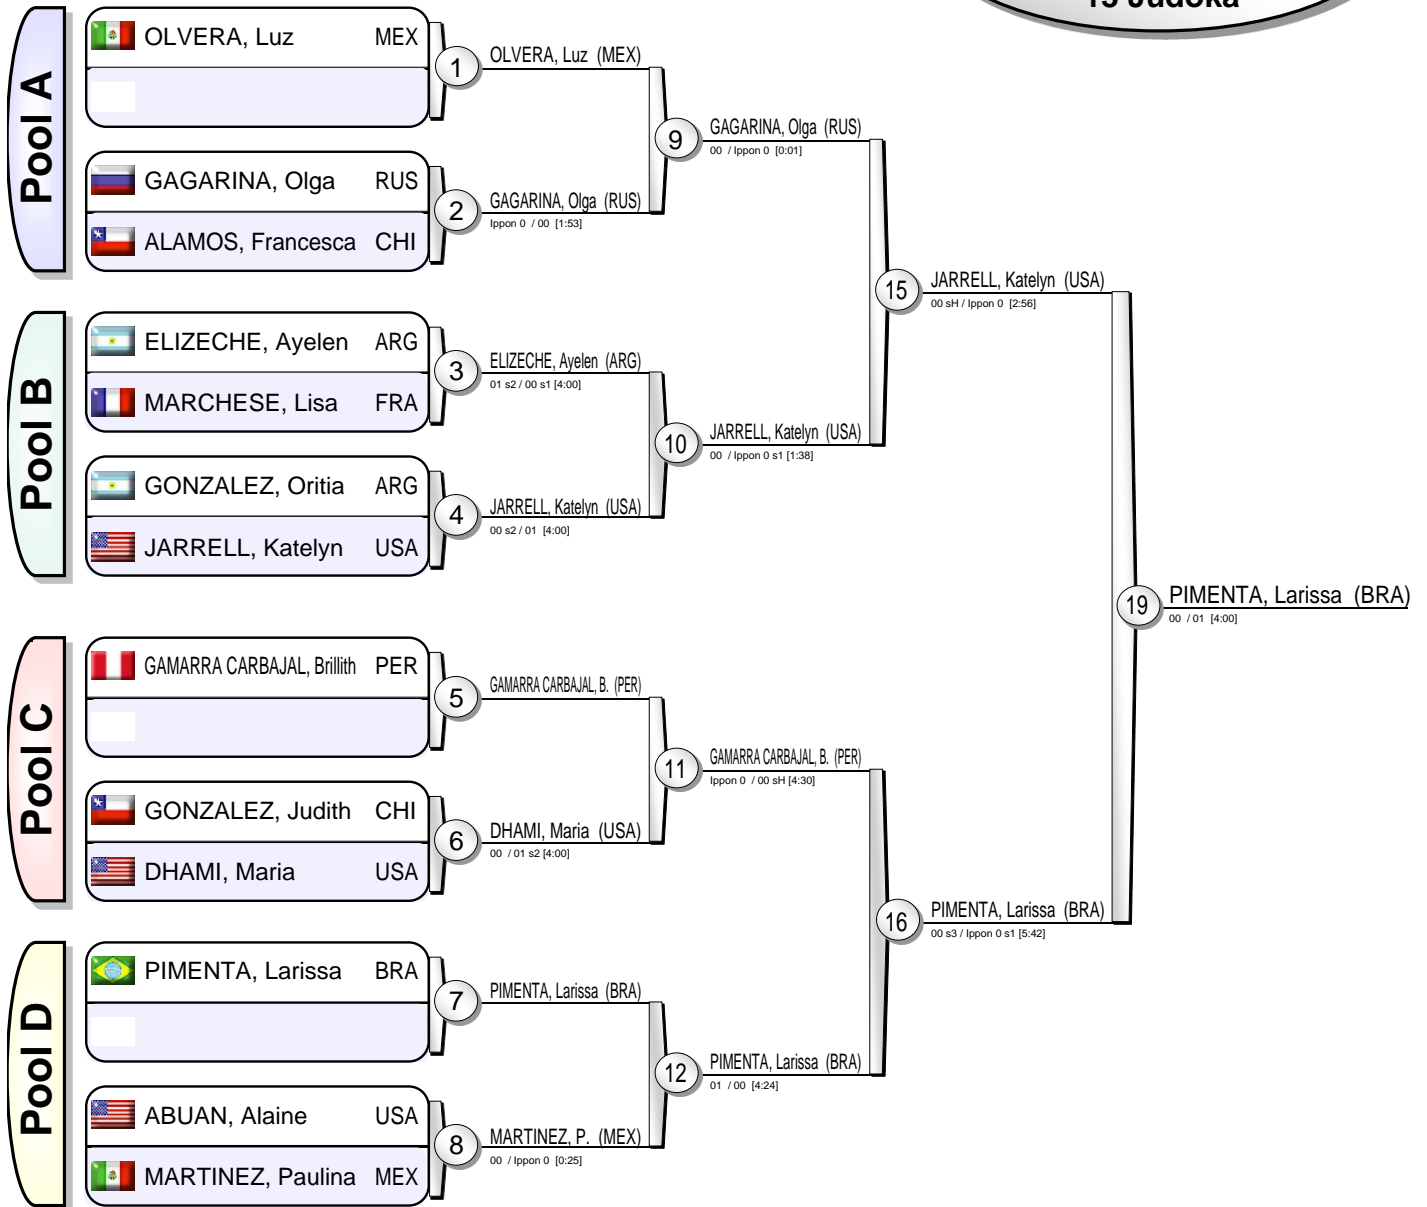 13 Judoka
Pool A
OLVERA, Luz MEX
1
OLVERA, Luz (MEX)
GAGARINA, Olga RUS
ALAMOS, Francesca CHI
2
GAGARINA, Olga (RUS)
Ippon 0 / 00 [1:53]
9
GAGARINA, Olga (RUS)
00 / Ippon 0 [0:01]
Pool B
ELIZECHE, Ayelen ARG
MARCHESE, Lisa FRA
3
ELIZECHE, Ayelen (ARG)
01 s2 / 00 s1 [4:00]
GONZALEZ, Oritia ARG
JARRELL, Katelyn USA
4
JARRELL, Katelyn (USA)
00 s2 / 01 [4:00]
10
JARRELL, Katelyn (USA)
00 / Ippon 0 s1 [1:38]
15
JARRELL, Katelyn (USA)
00 sH / Ippon 0 [2:56]
Pool C
GAMARRA CARBAJAL, Brillith PER
5
GAMARRA CARBAJAL, B. (PER)
GONZALEZ, Judith CHI
DHAMI, Maria USA
6
DHAMI, Maria (USA)
00 / 01 s2 [4:00]
11
GAMARRA CARBAJAL, B. (PER)
Ippon 0 / 00 sH [4:30]
Pool D
PIMENTA, Larissa BRA
7
PIMENTA, Larissa (BRA)
ABUAN, Alaine USA
MARTINEZ, Paulina MEX
8
MARTINEZ, P. (MEX)
00 / Ippon 0 [0:25]
12
PIMENTA, Larissa (BRA)
01 / 00 [4:24]
16
PIMENTA, Larissa (BRA)
00 s3 / Ippon 0 s1 [5:42]
19
PIMENTA, Larissa (BRA)
00 / 01 [4:00]